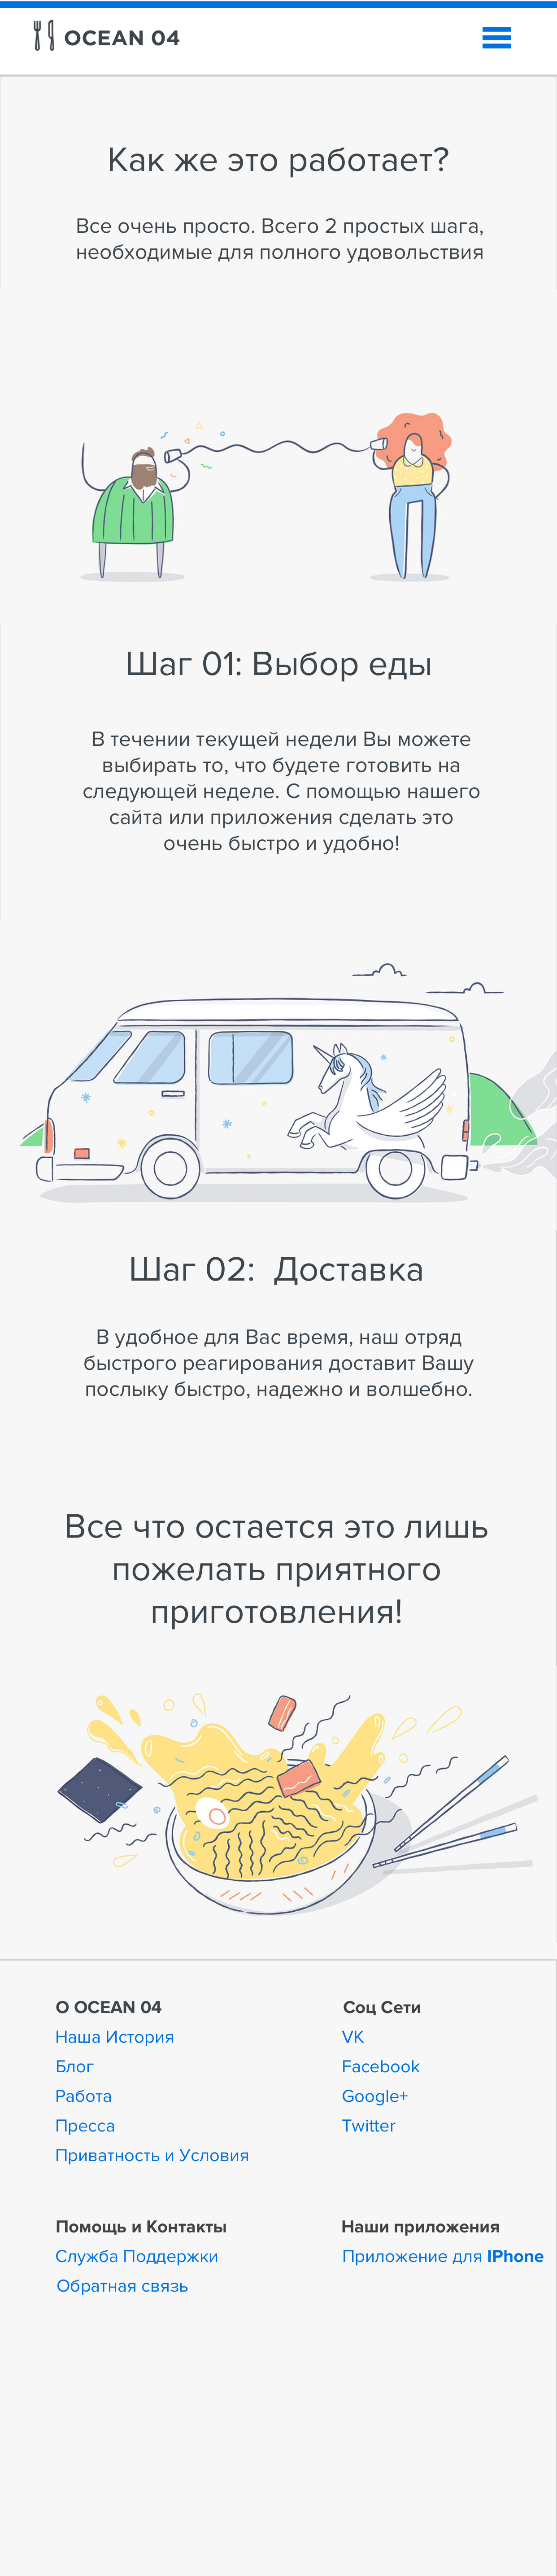 OCEAN 04
Как же это работает?
Все очень просто. Всего 2 простых шага,
необходимые для полного удовольствия
Шаг 01: Выбор еды
В течении текущей недели Вы можете
выбирать то, что будете готовить на
следующей неделе. С помощью нашего
сайта или приложения сделать это
очень быстро и удобно!
Шаг 02: Доставка
В удобное для Вас время, наш отряд
быстрого реагирования доставит Вашу
послыку быстро, надежно и волшебно.
Все что остается это лишь
пожелать приятного
приготовления!
О OCEAN 04
Наша История
Блог
Работа
Пресса
Приватность и Условия
Соц Сети
VK
Facebook
Google+
Twitter
Помощь и Контакты
Служба Поддержки
Обратная связь
Наши приложения
Приложение для IPhone